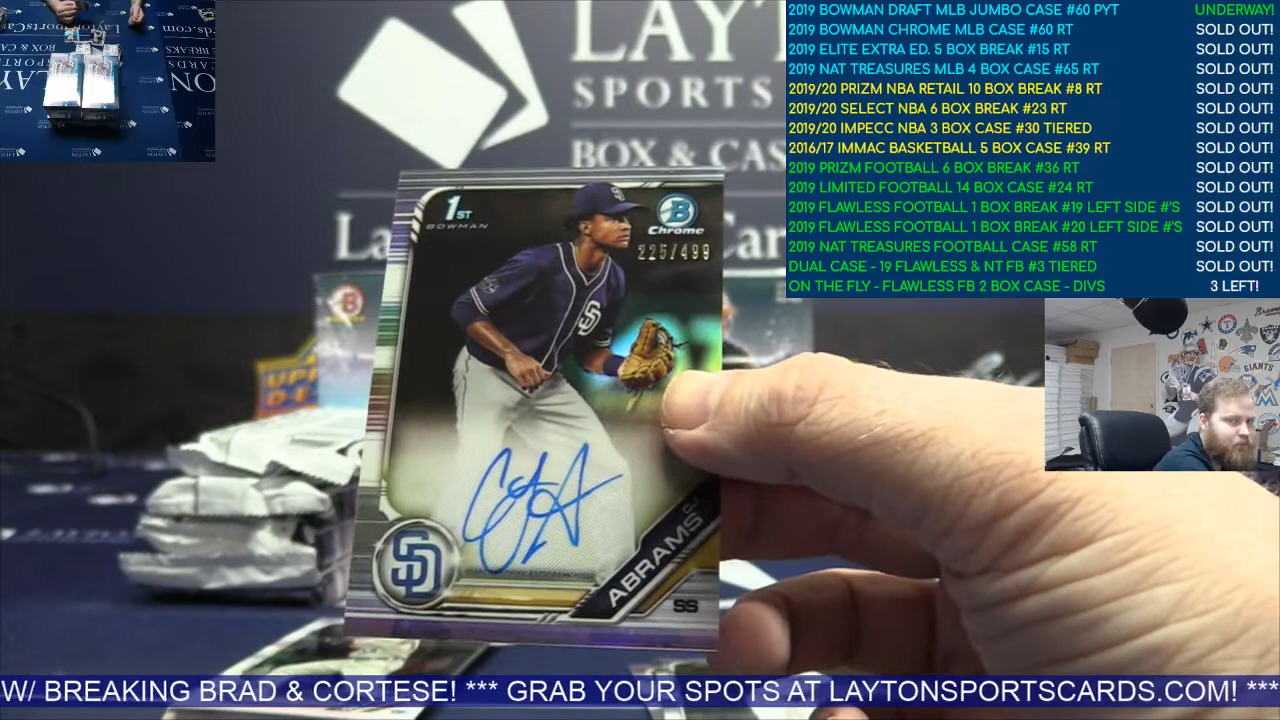 2019 BOWMAN DRAFT MLB JUMBO CASE #60 PYT UNDERWAY!
2019 BOWMAN CHROME MLB CASE #60 RT SOLD OUT!
2019 ELITE EXTRA ED. 5 BOX BREAK #15 RT SOLD OUT!
2019 NAT TREASURES MLB 4 BOX CASE #65 RT SOLD OUT!
2019/20 PRIZM NBA RETAIL 10 BOX BREAK #8 RT SOLD OUT!
2019/20 SELECT NBA 6 BOX BREAK #23 RT SOLD OUT!
2019/20 IMPECC NBA 3 BOX CASE #30 TIERED SOLD OUT!
2016/17 IMMAC BASKETBALL 5 BOX CASE #39 RT SOLD OUT!
2019 PRIZM FOOTBALL 6 BOX BREAK #36 RT SOLD OUT!
2019 LIMITED FOOTBALL 14 BOX CASE #24 RT SOLD OUT!
2019 FLAWLESS FOOTBALL 1 BOX BREAK #19 LEFT SIDE #'S SOLD OUT!
2019 FLAWLESS FOOTBALL 1 BOX BREAK #20 LEFT SIDE #'S SOLD OUT!
2019 NAT TREASURES FOOTBALL CASE #58 RT SOLD OUT!
DUAL CASE - 19 FLAWLESS & NT FB #3 TIERED SOLD OUT!
ON THE FLY - FLAWLESS FB 2 BOX CASE - DIVS 3 LEFT!
LAYT
SPORTS
BOX & CAS
La
1ST
BOWMAN
B
Chrome
225/499
SD
SD
CJ
ABRAMS
SS
GIANTS
W/ BREAKING BRAD & CORTESE! *** GRAB YOUR SPOTS AT LAYTONSPORTSCARDS.COM! ***